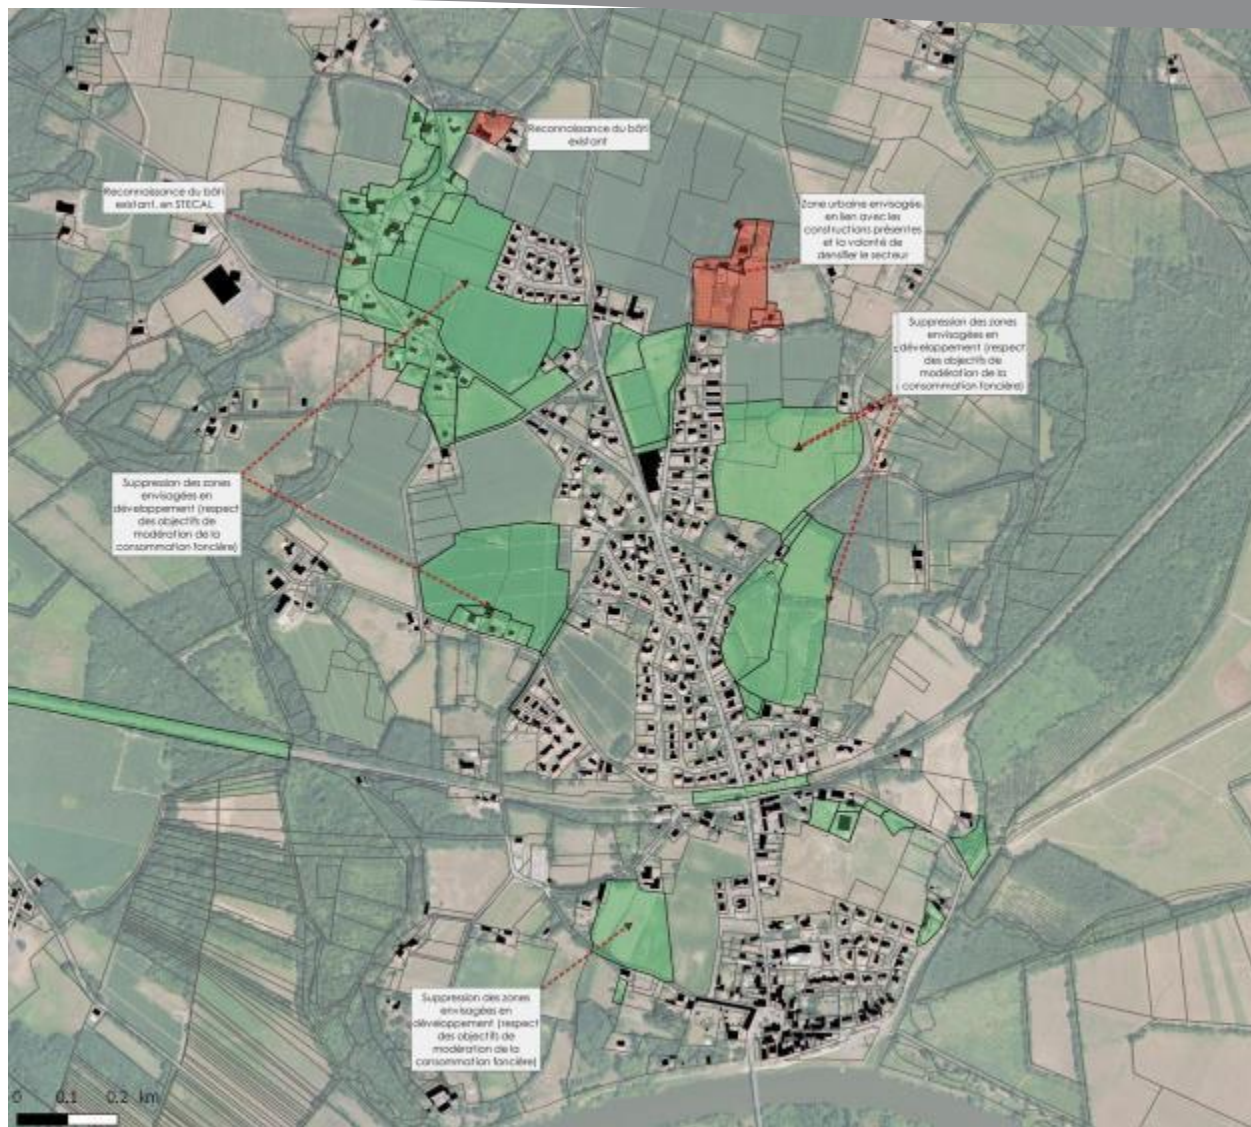 Reconnaissance du bâti
existant
Reconnaissance du bâti
existant, en STECAL
Zone urbaine envisagée,
en lien avec les
constructions présentes
et la volonté de
densifier le secteur
Suppression des zones
envisagées en
développement (respect
des objectifs de
modération de la
consommation foncière)
Suppression des zones
envisagées en
développement (respect
des objectifs de
modération de la
consommation foncière)
Suppression des zones
envisagées en
développement (respect
des objectifs de
modération de la
consommation foncière)
0 0.1 0.2 km